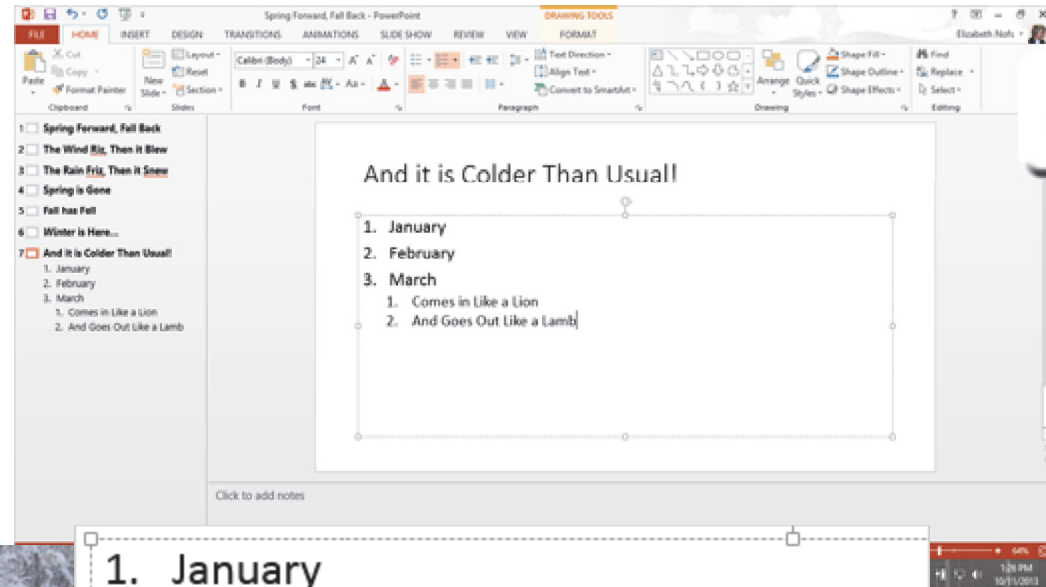 Spring Forward, Fall Back - PowerPoint
DRAWING TOOLS
?
FILE HOME INSERT DESIGN TRANSITIONS ANIMATIONS SLIDE SHOW REVIEW VIEW FORMAT
Elizabeth Nofs
Paste
Cut
Copy
Format Painter
Clipboard
New Slide
Layout
Reset
Section
Slides
Calibri (Body) 24
B I U S abc AV Aa A
Font
Text Direction
Align Text
Convert to SmartArt
Paragraph
Arrange
Quick Styles
Shape Fill
Shape Outline
Shape Effects
Drawing
Find
Replace
Select
Editing
1 Spring Forward, Fall Back
2 The Wind Riz, Then it Blew
3 The Rain Friz, Then it Snew
4 Spring is Gone
5 Fall has Fell
6 Winter is Here...
7 And it is Colder Than Usual!
1. January
2. February
3. March
1. Comes in Like a Lion
2. And Goes Out Like a Lamb
And it is Colder Than Usual!
1. January
2. February
3. March
1. Comes in Like a Lion
2. And Goes Out Like a Lamb
Click to add notes
1. January
64%
1:26 PM
10/11/2013